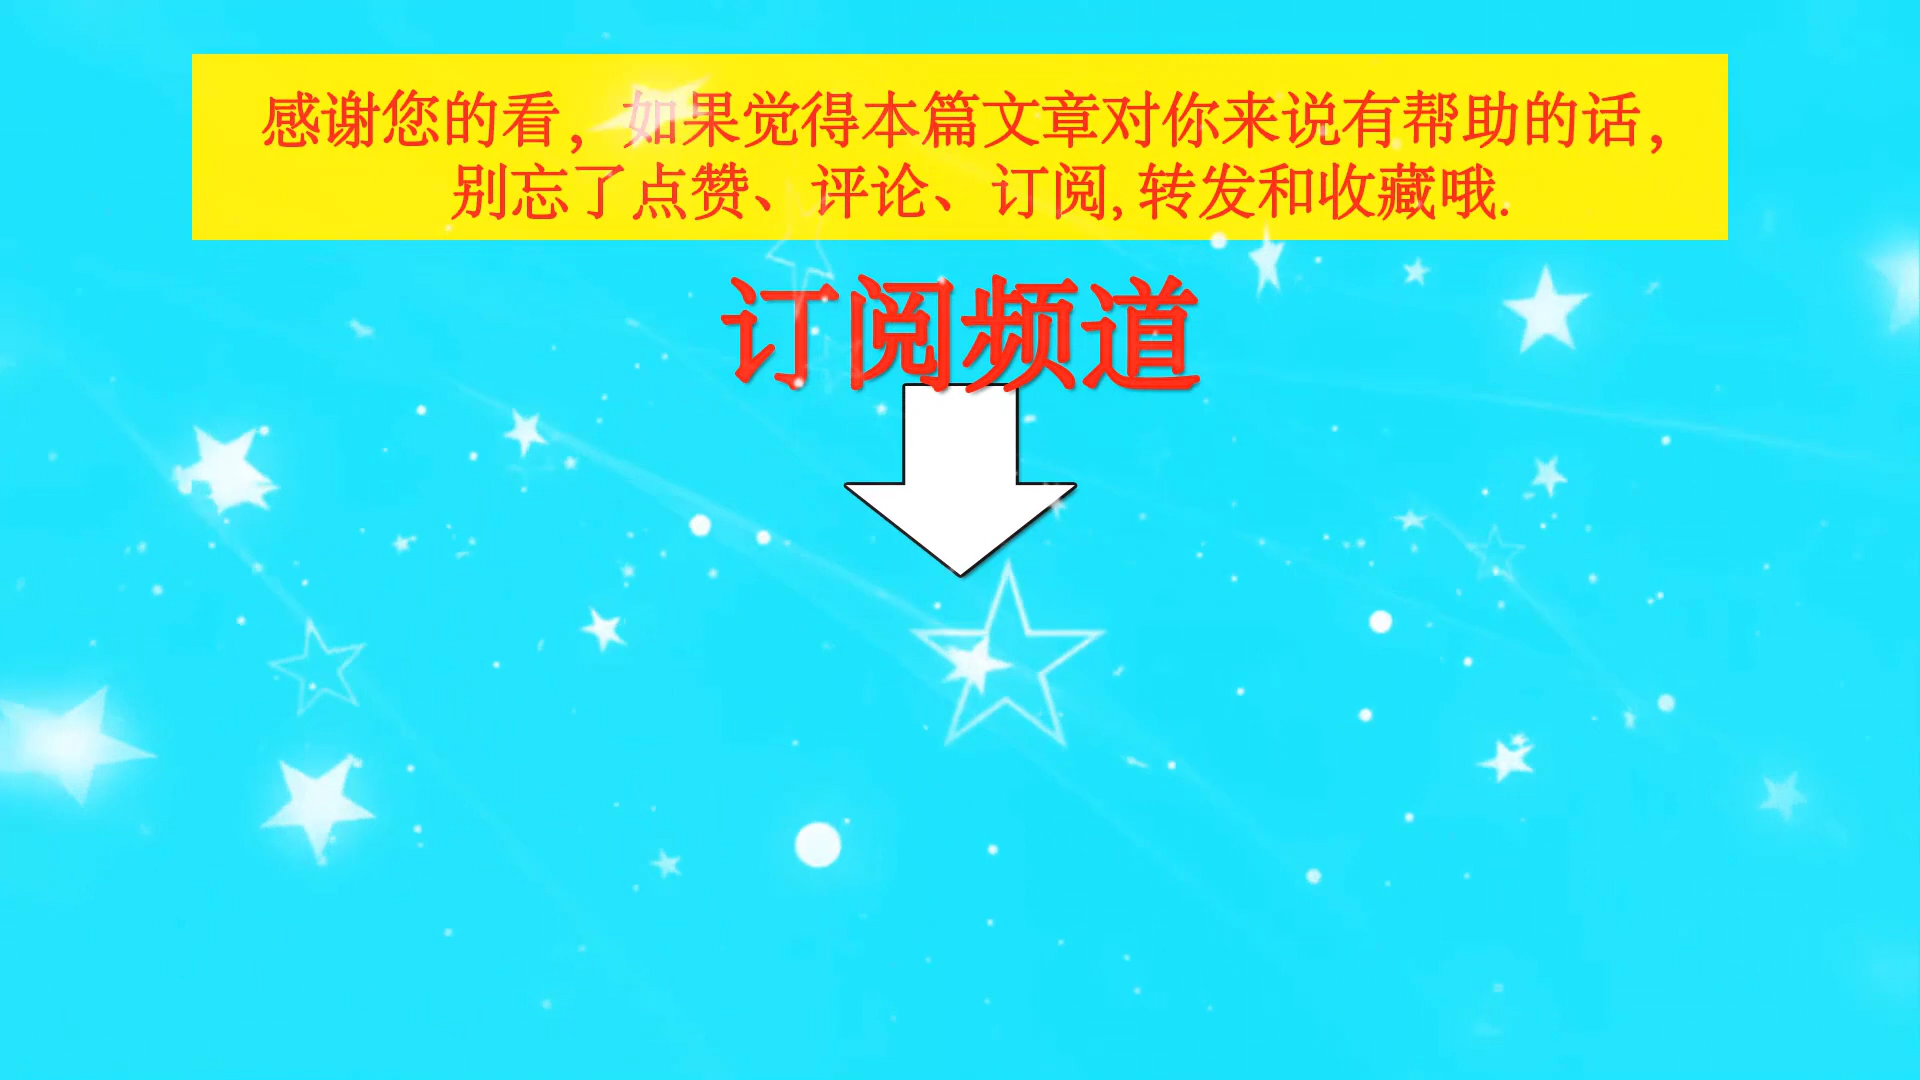 感谢您的看，如果觉得本篇文章对你来说有帮助的话，
别忘了点赞、评论、订阅,转发和收藏哦.
订阅频道